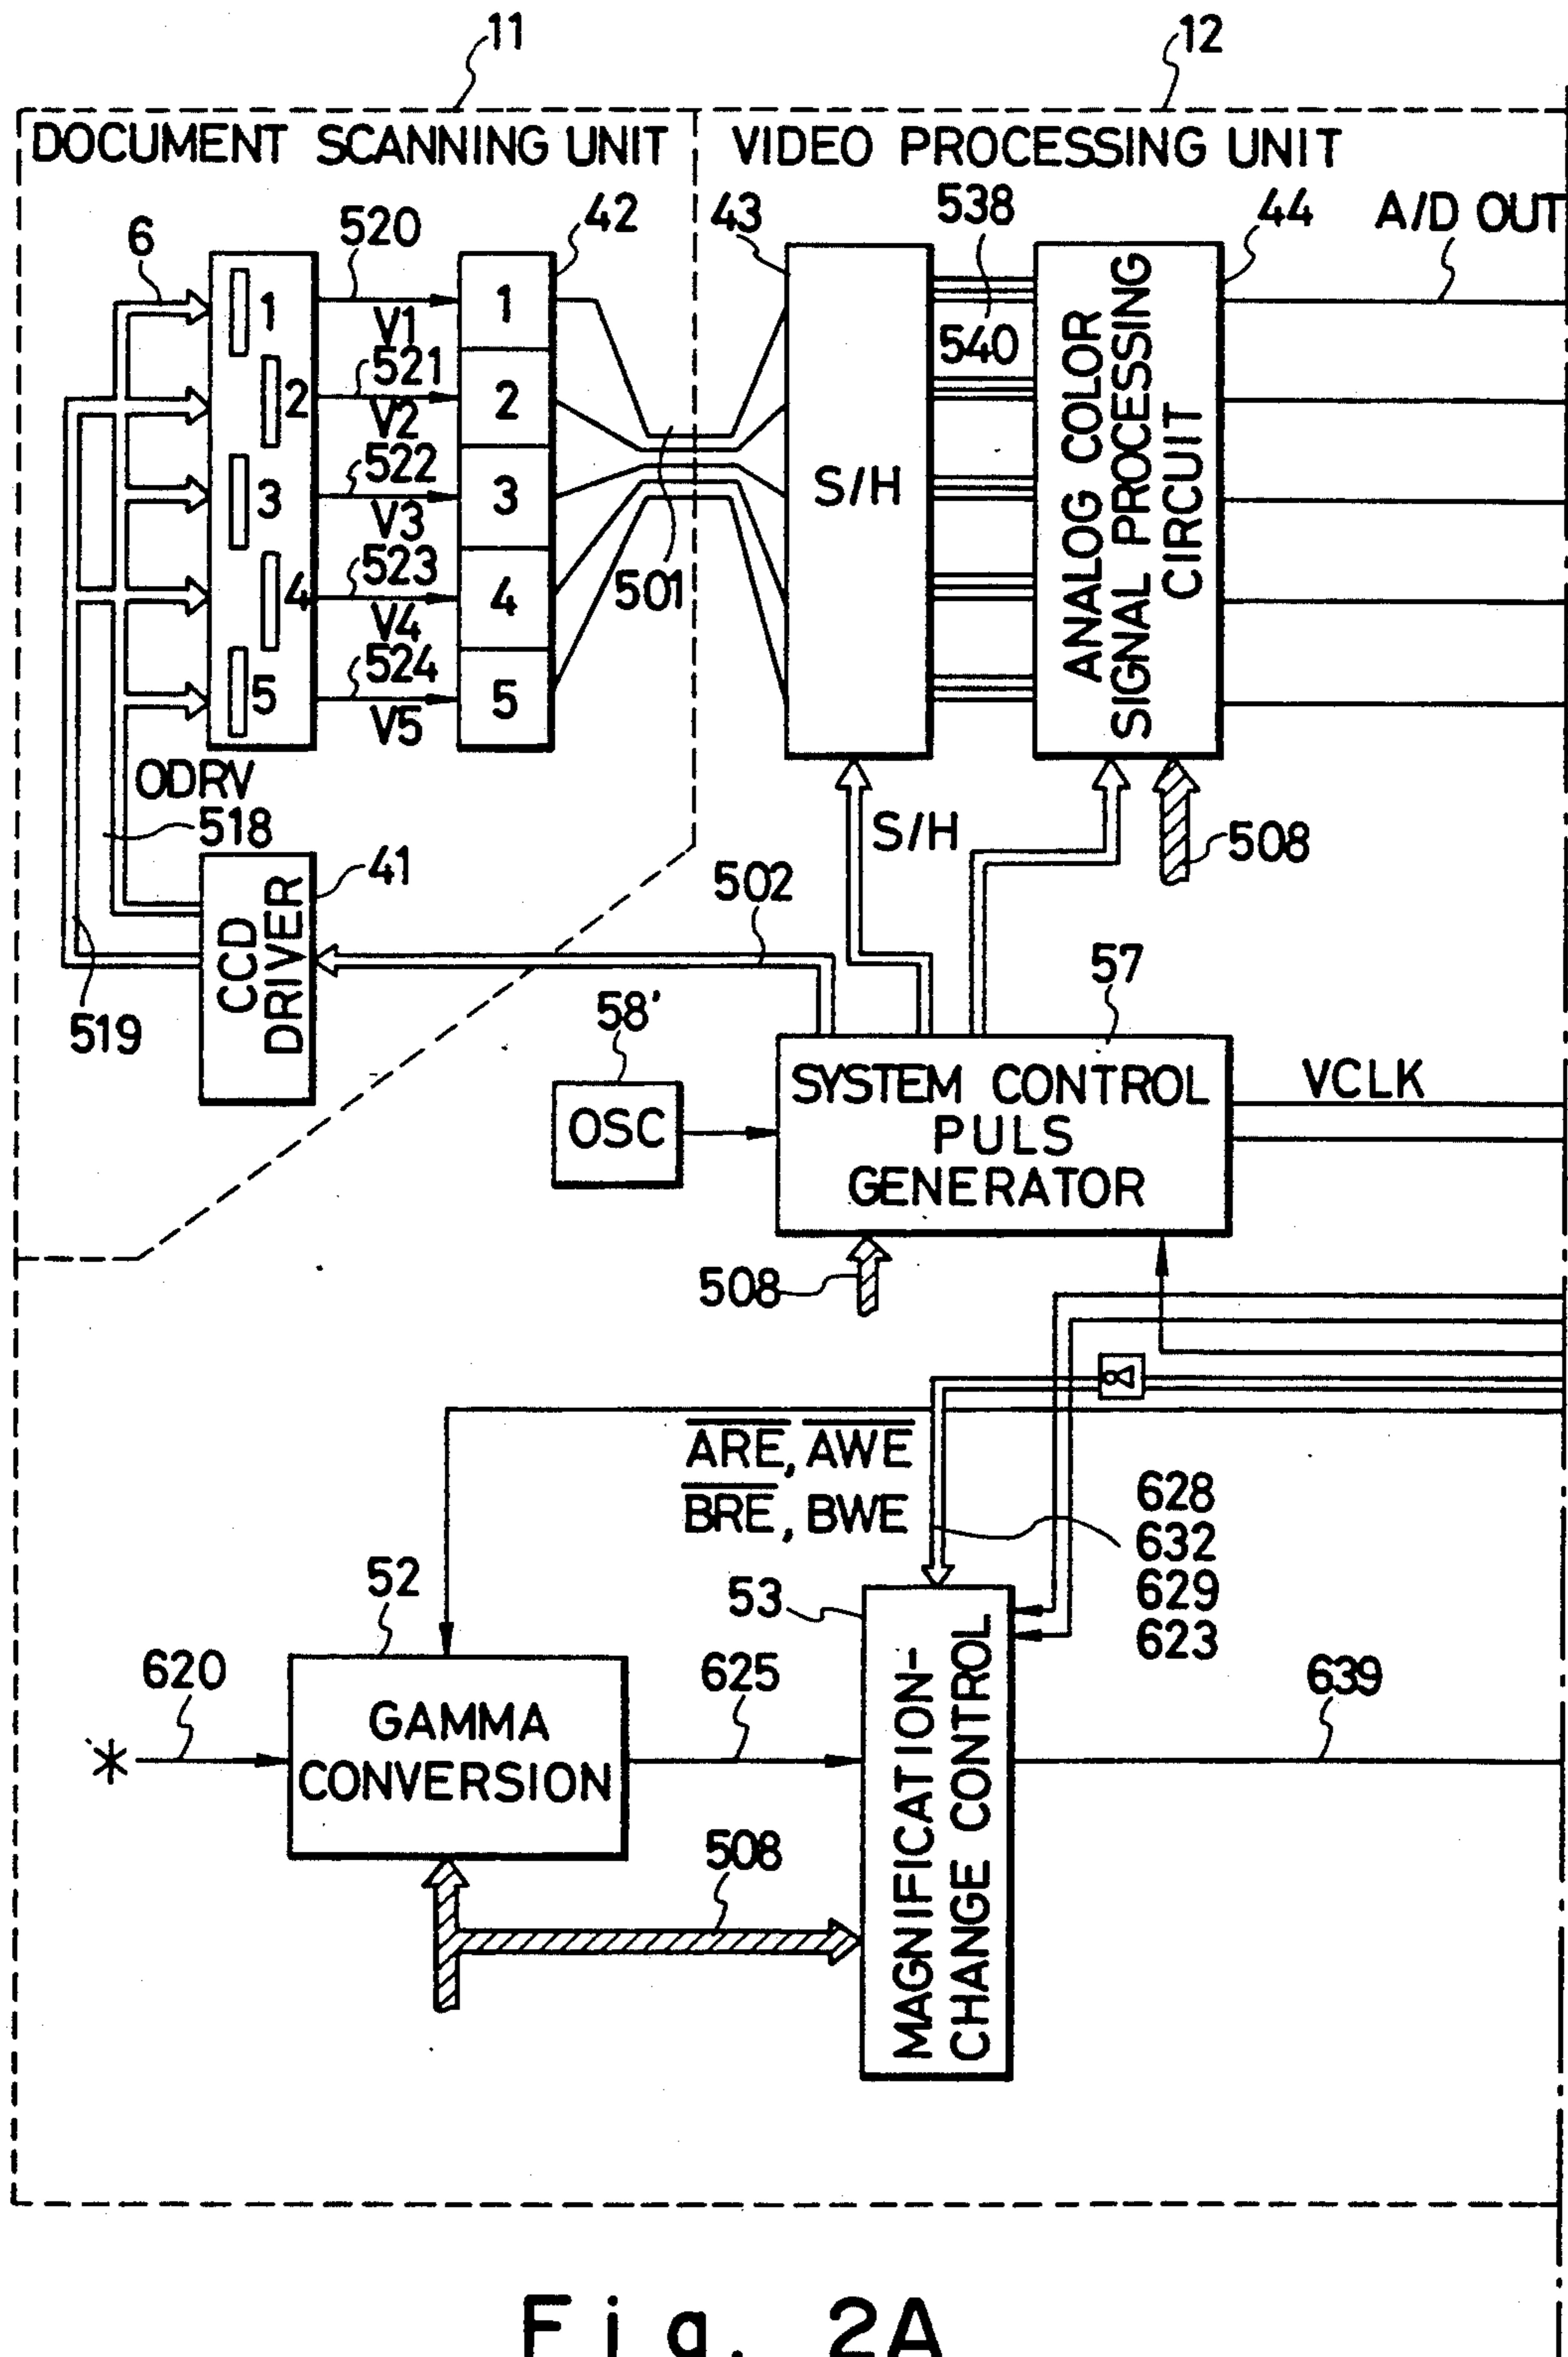 11
12
DOCUMENT SCANNING UNIT
VIDEO PROCESSING UNIT
6
520
42
43
538
540
44
A/D OUT
1
2
3
4
5
V1
521
V2
522
V3
523
V4
524
V5
1
2
3
4
5
501
S/H
ANALOG COLOR
SIGNAL PROCESSING
CIRCUIT
ODRV
518
519
41
CCD
DRIVER
502
S/H
508
58'
OSC
57
SYSTEM CONTROL
PULS
GENERATOR
VCLK
508
ARE, AWE
BRE, BWE
628
632
629
623
52
53
620
GAMMA
CONVERSION
625
MAGNIFICATION-
CHANGE CONTROL
639
508
Fig. 2A